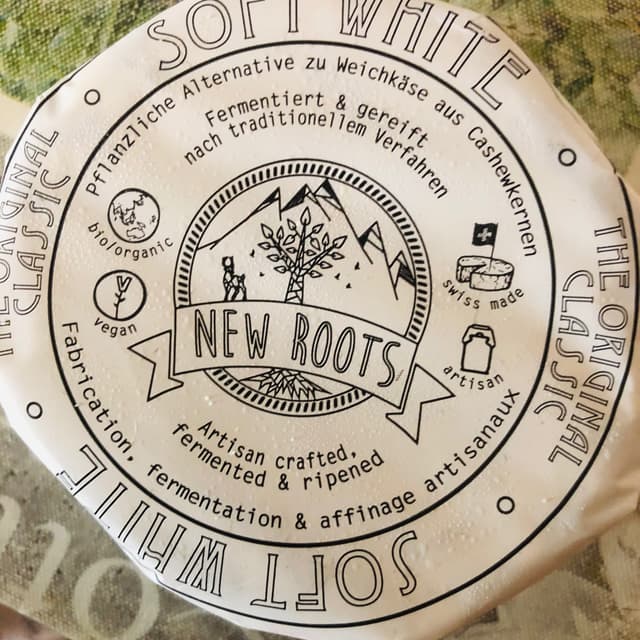 SOFT WHITE
Pflanzliche Alternative zu Weichkäse aus Cashewkernen
Fermentiert & gereift
nach traditionellem Verfahren
THE ORIGINAL
CLASSIC
bio/organic
vegan
swiss made
artisan
THE ORIGINAL
CLASSIC
NEW ROOTS
Artisan crafted,
fermented & ripened
Fabrication, fermentation & affinage artisanaux
SOFT WHITE